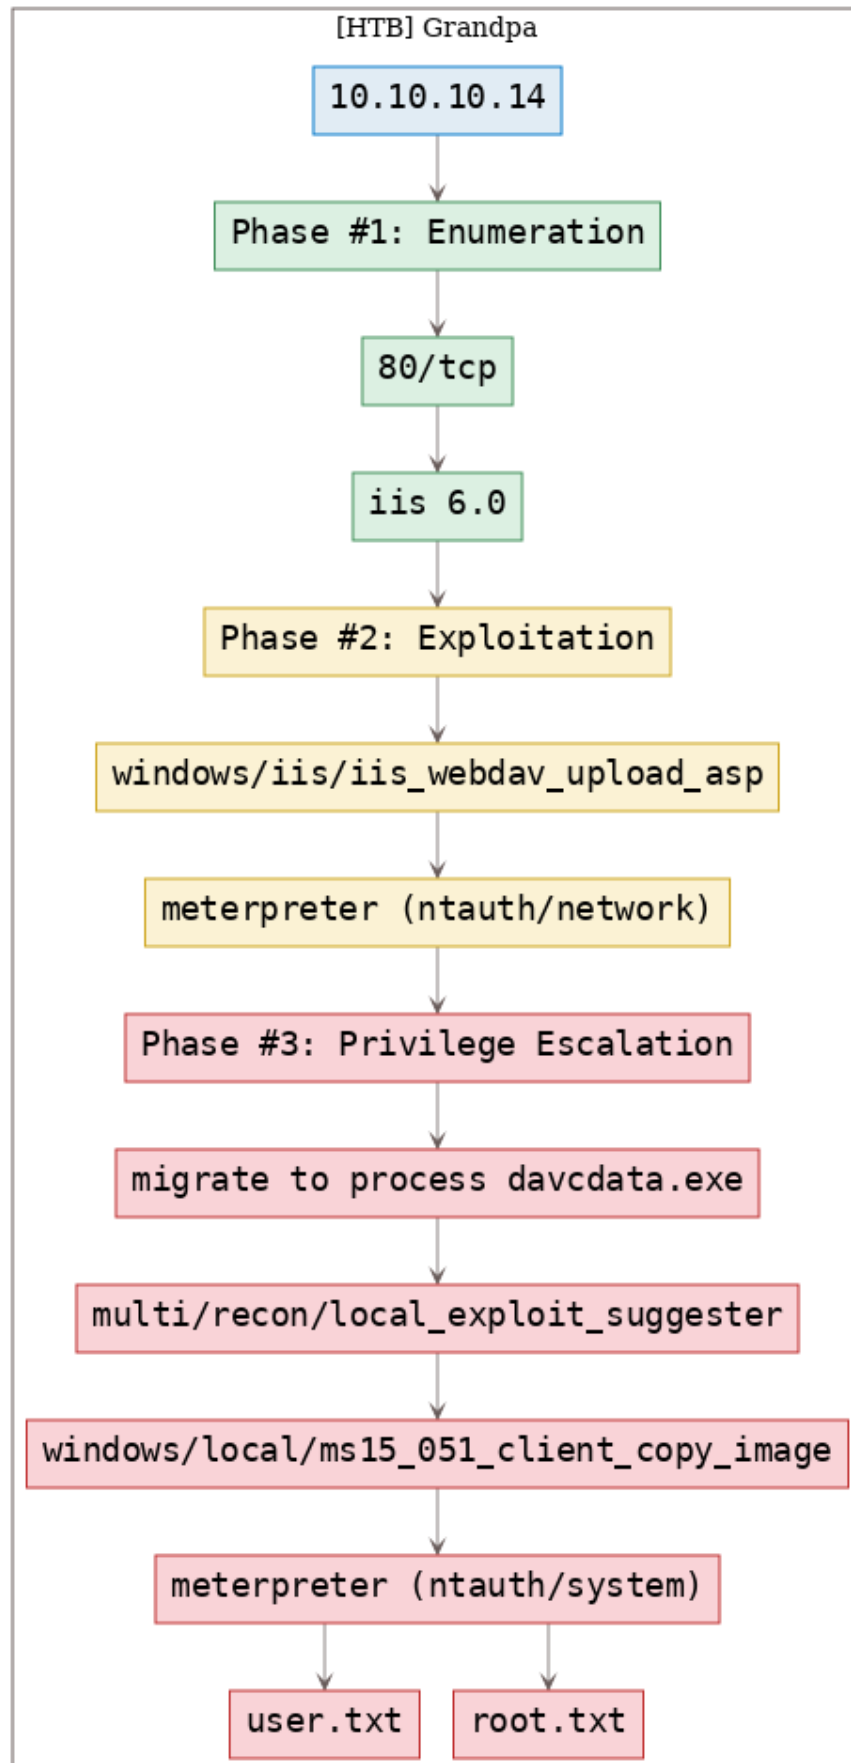 [HTB] Grandpa
10.10.10.14
Phase #1: Enumeration
80/tcp
iis 6.0
Phase #2: Exploitation
windows/iis/iis_webdav_upload_asp
meterpreter (ntauth/network)
Phase #3: Privilege Escalation
migrate to process davcdata.exe
multi/recon/local_exploit_suggester
windows/local/ms15_051_client_copy_image
meterpreter (ntauth/system)
user.txt
root.txt